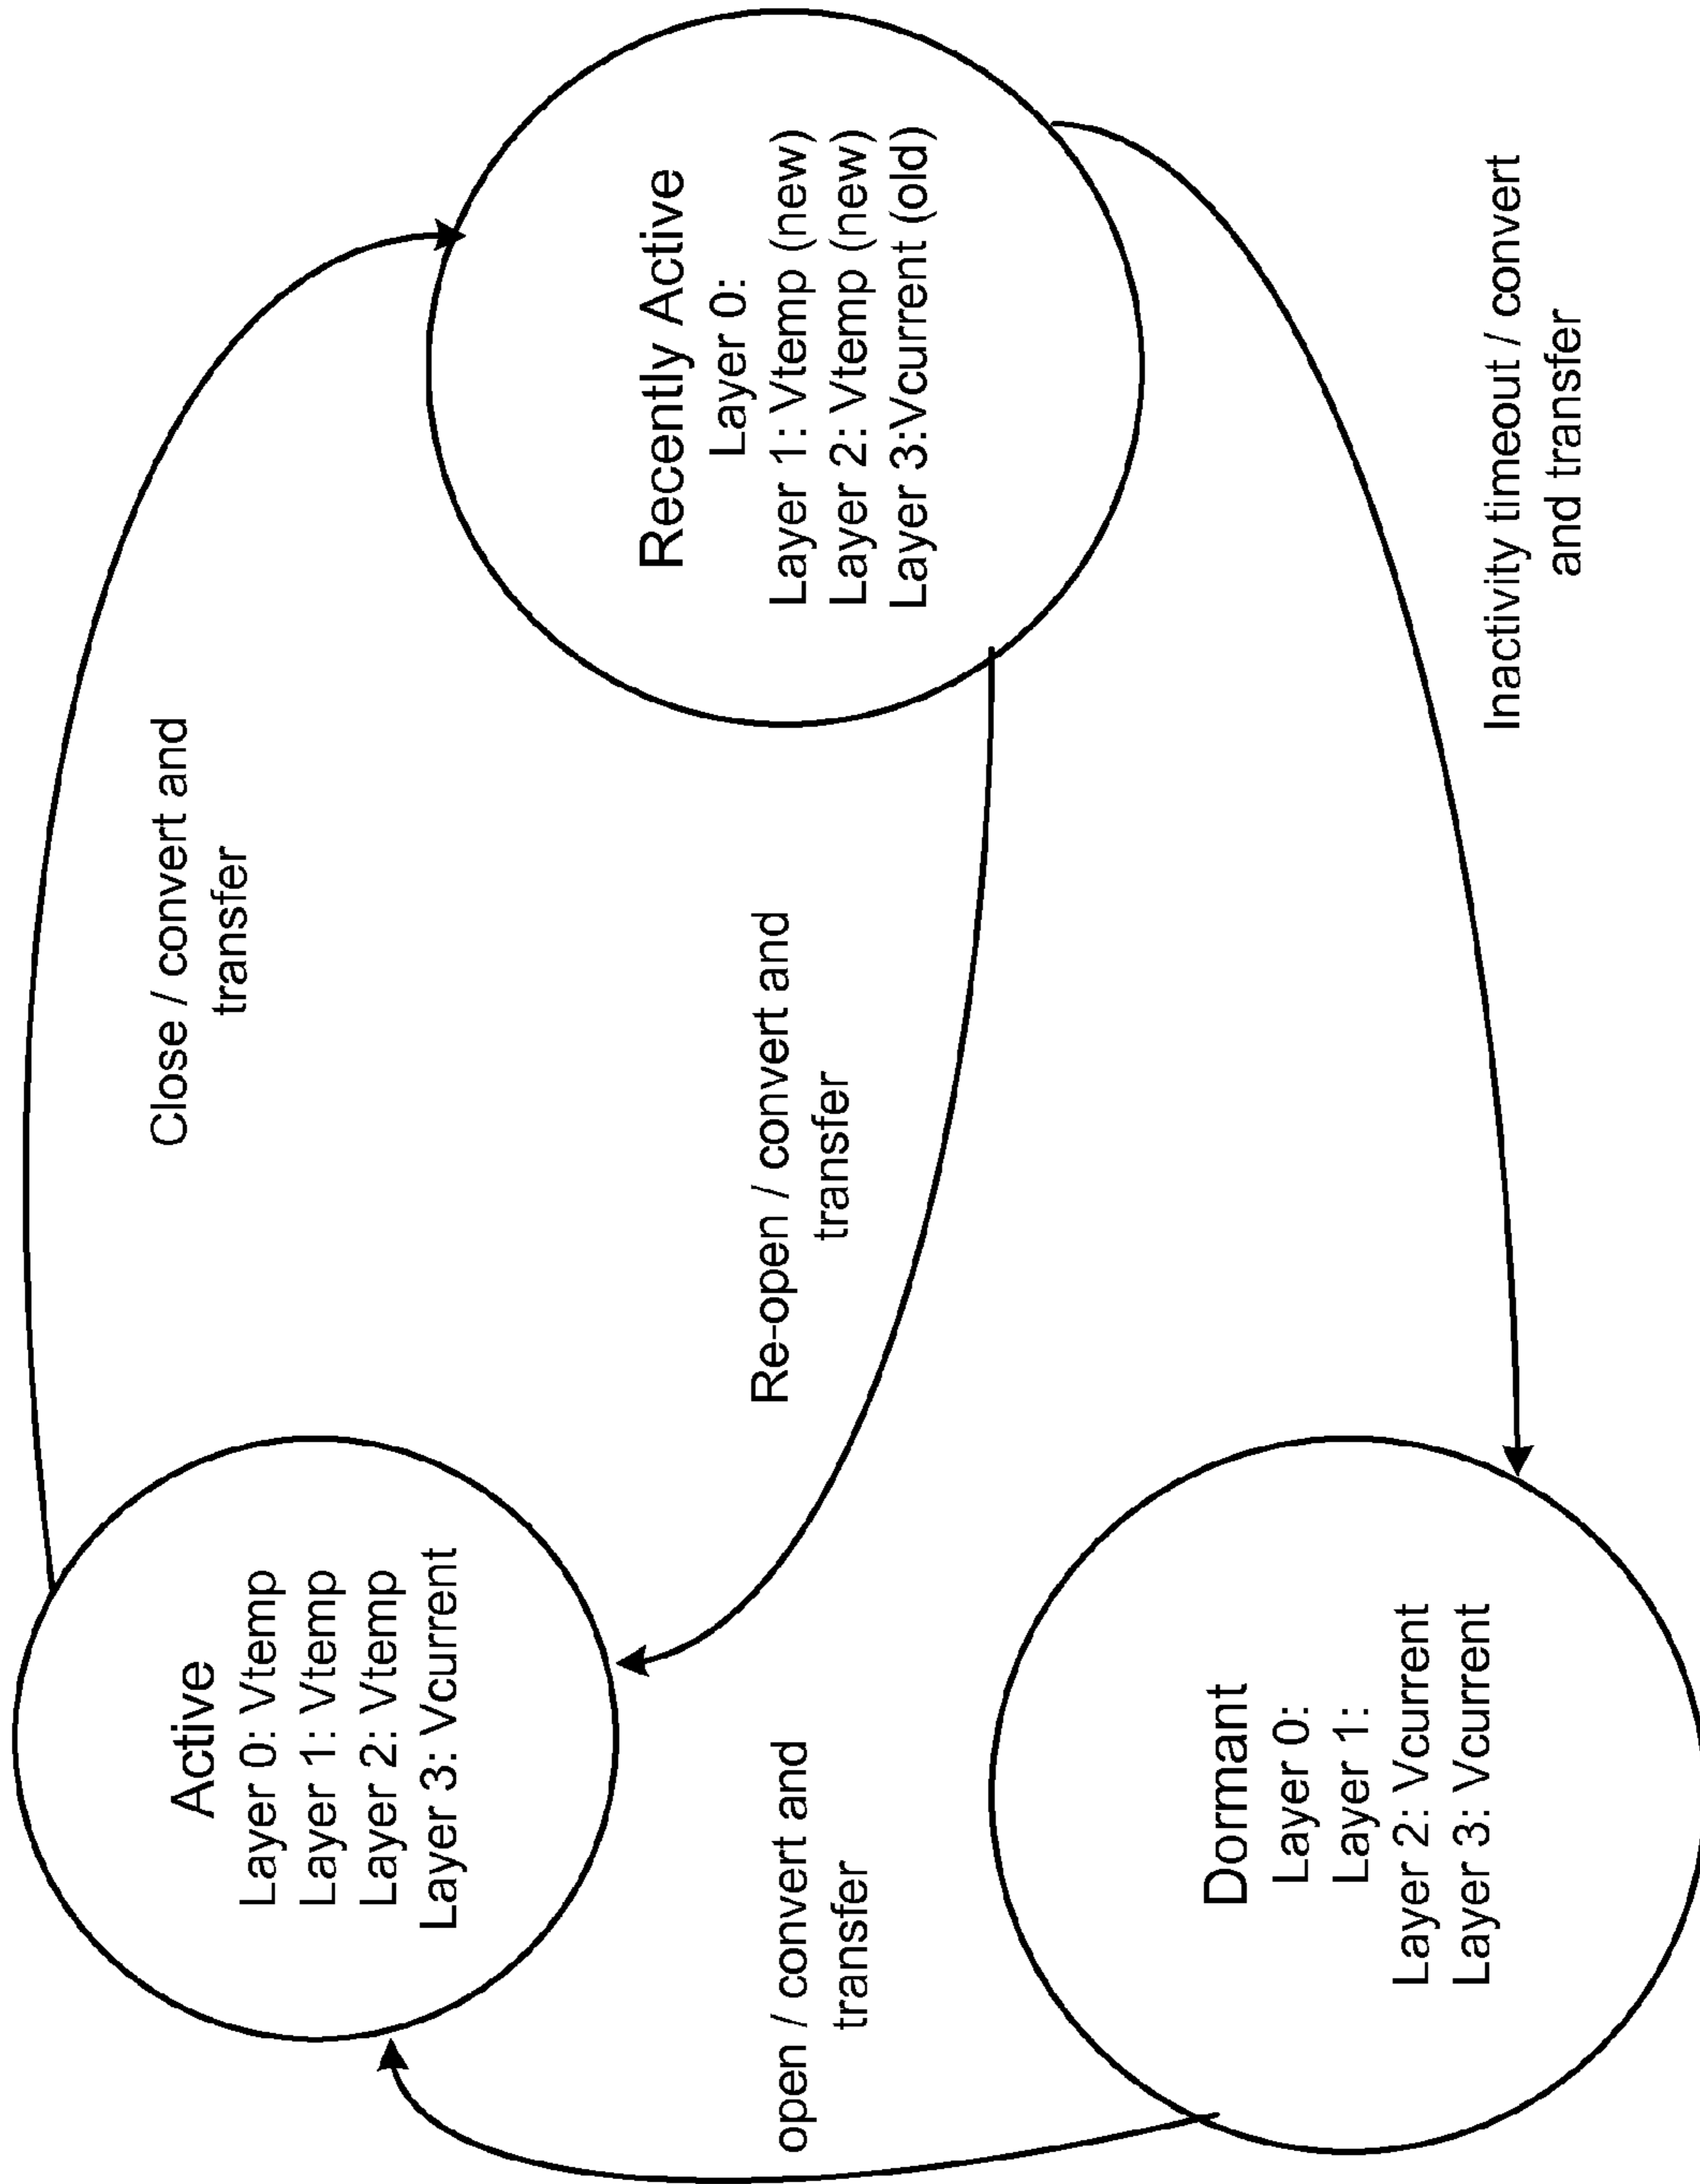 Active
Layer 0: Vtemp
Layer 1: Vtemp
Layer 2: Vtemp
Layer 3: Vcurrent
Close / convert and
transfer
Recently Active
Layer 0:
Layer 1: Vtemp (new)
Layer 2: Vtemp (new)
Layer 3:Vcurrent (old)
Re-open / convert and
transfer
open / convert and
transfer
Dormant
Layer 0:
Layer 1:
Layer 2: Vcurrent
Layer 3: Vcurrent
Inactivity timeout / convert
and transfer